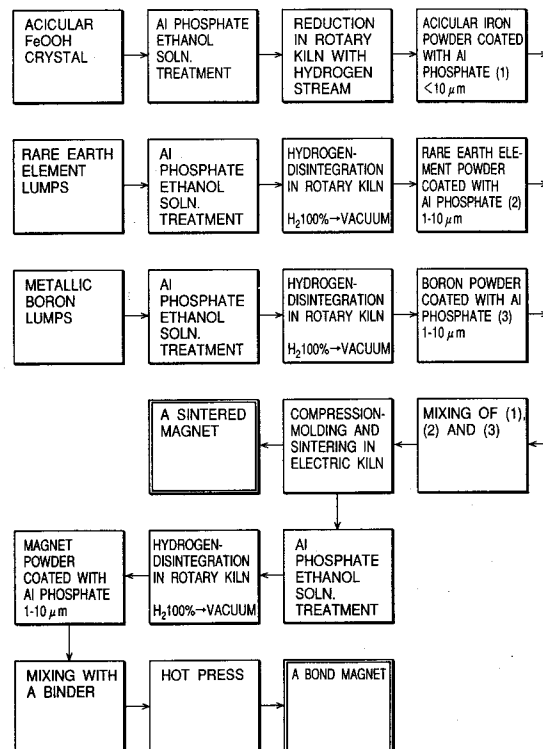 ACICULAR
FeOOH
CRYSTAL
Al PHOSPHATE
ETHANOL
SOLN.
TREATMENT
REDUCTION
IN ROTARY
KILN WITH
HYDROGEN
STREAM
ACICULAR IRON
POWDER COATED
WITH Al
PHOSPHATE (1)
<10 μm
RARE EARTH
ELEMENT
LUMPS
Al
PHOSPHATE
ETHANOL
SOLN.
TREATMENT
HYDROGEN-
DISINTEGRATION
IN ROTARY KILN
H₂100%→VACUUM
RARE EARTH ELE-
MENT POWDER
COATED WITH
Al PHOSPHATE (2)
1-10 μm
METALLIC
BORON
LUMPS
Al
PHOSPHATE
ETHANOL
SOLN.
TREATMENT
HYDROGEN-
DISINTEGRATION
IN ROTARY KILN
H₂100%→VACUUM
BORON POWDER
COATED WITH Al
PHOSPHATE (3)
1-10 μm
A SINTERED
MAGNET
COMPRESSION-
MOLDING AND
SINTERING IN
ELECTRIC KILN
MIXING OF (1),
(2) AND (3)
MAGNET
POWDER
COATED WITH
Al PHOSPHATE
1-10 μm
HYDROGEN-
DISINTEGRATION
IN ROTARY KILN
H₂100%→VACUUM
Al
PHOSPHATE
ETHANOL
SOLN.
TREATMENT
MIXING WITH
A BINDER
HOT PRESS
A BOND MAGNET